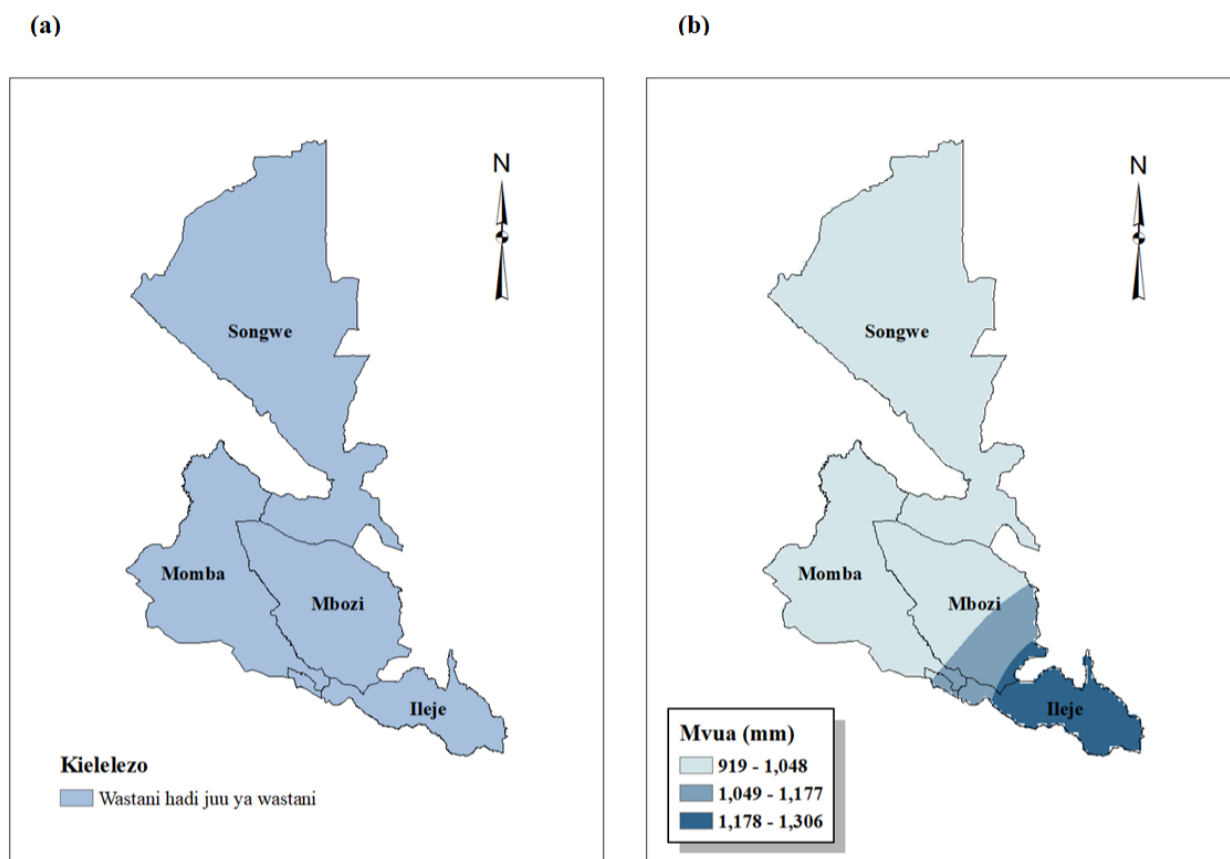 (a)
N
Songwe
Momba
Mbozi
Ileje
Kielelezo
Wastani hadi juu ya wastani
(b)
N
Songwe
Momba
Mbozi
Ileje
Mvua (mm)
919 - 1,048
1,049 - 1,177
1,178 - 1,306